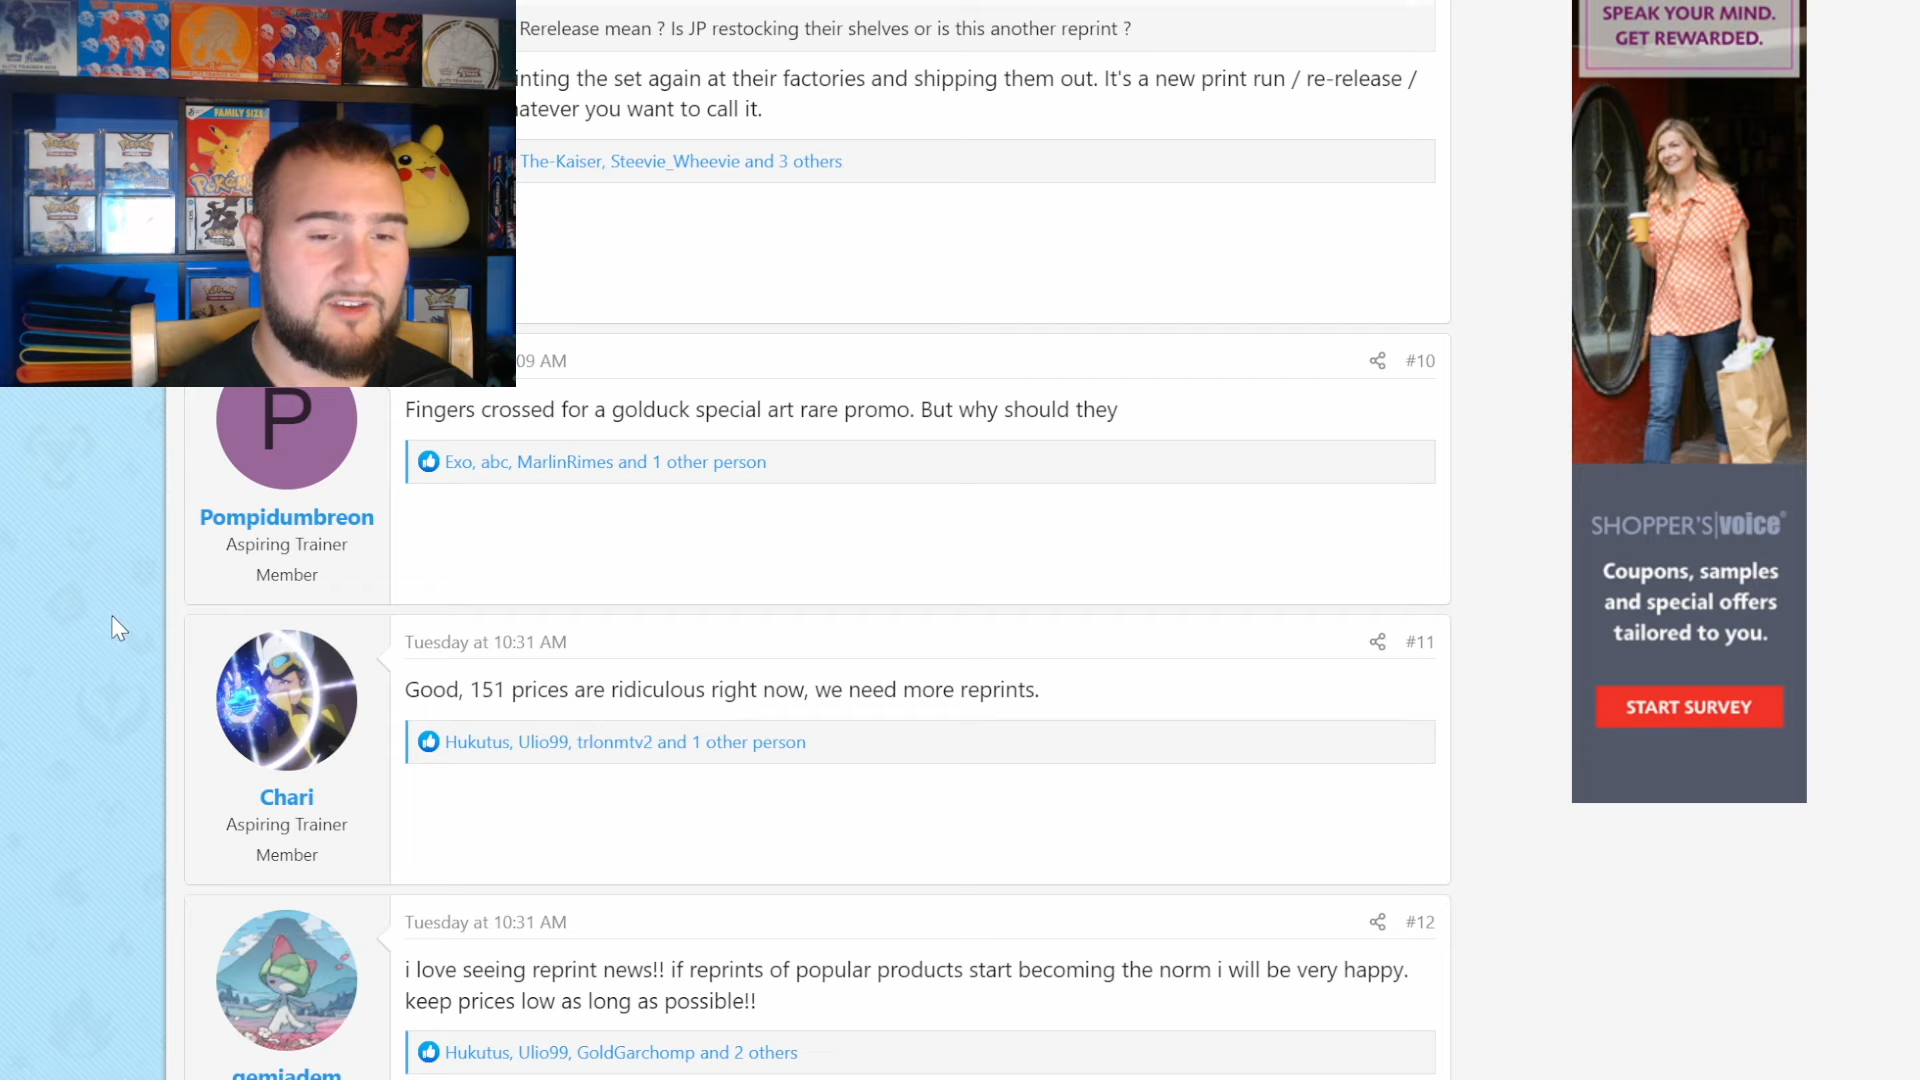 Rerelease mean ? Is JP restocking their shelves or is this another reprint ?
inting the set again at their factories and shipping them out. It's a new print run / re-release /
atever you want to call it.
The-Kaiser, Steevie_Wheevie and 3 others
09 AM
#10
P
Fingers crossed for a golduck special art rare promo. But why should they
Exo, abc, MarlinRimes and 1 other person
Pompidumbreon
Aspiring Trainer
Member
Tuesday at 10:31 AM
#11
Good, 151 prices are ridiculous right now, we need more reprints.
Hukutus, Ulio99, trlonmtv2 and 1 other person
Chari
Aspiring Trainer
Member
Tuesday at 10:31 AM
#12
i love seeing reprint news!! if reprints of popular products start becoming the norm i will be very happy.
keep prices low as long as possible!!
Hukutus, Ulio99, GoldGarchomp and 2 others
gemiadem
SPEAK YOUR MIND.
GET REWARDED.
SHOPPER'S|voice®
Coupons, samples
and special offers
tailored to you.
START SURVEY
FAMILY SIZE
POKéMON